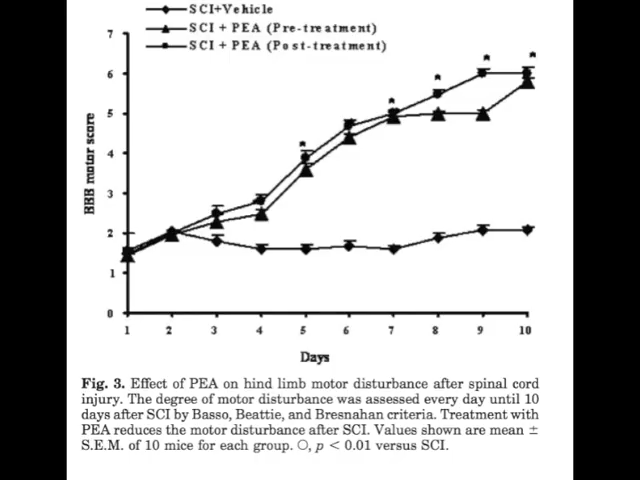 SCI+Vehicle
SCI + PEA (Pre-treatment)
SCI + PEA (Post-treatment)
7
6
5
4
3
2
1
0
BBB motor score
* * * * *
1 2 3 4 5 6 7 8 9 10
Days
Fig. 3. Effect of PEA on hind limb motor disturbance after spinal cord
injury. The degree of motor disturbance was assessed every day until 10
days after SCI by Basso, Beattie, and Bresnahan criteria. Treatment with
PEA reduces the motor disturbance after SCI. Values shown are mean ±
S.E.M. of 10 mice for each group. ○, p < 0.01 versus SCI.